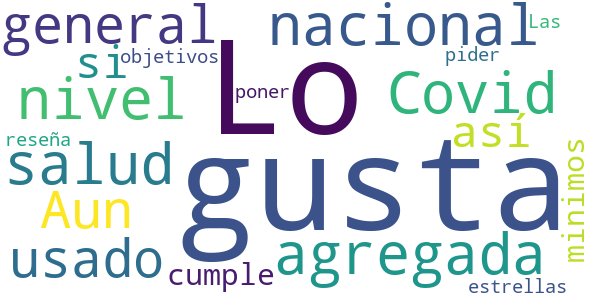 general
nacional
Las
si
objetivos
Lo
pider
nivel
poner
Covid
reseña
así
salud
gusta
minimos
Aun
usado
cumple
agregada
estrellas